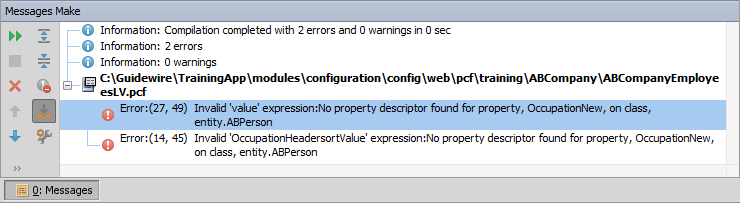 Messages Make
Information: Compilation completed with 2 errors and 0 warnings in 0 sec
Information: 2 errors
Information: 0 warnings
C:\Guidewire\TrainingApp\modules\configuration\config\web\pcf\training\ABCompany\ABCompanyEmploye
esLV.pcf
Error:(27, 49) Invalid 'value' expression:No property descriptor found for property, OccupationNew, on class,
entity.ABPerson
Error:(14, 45) Invalid 'OccupationHeadersortValue' expression:No property descriptor found for property, OccupationNew,
on class, entity.ABPerson
0: Messages